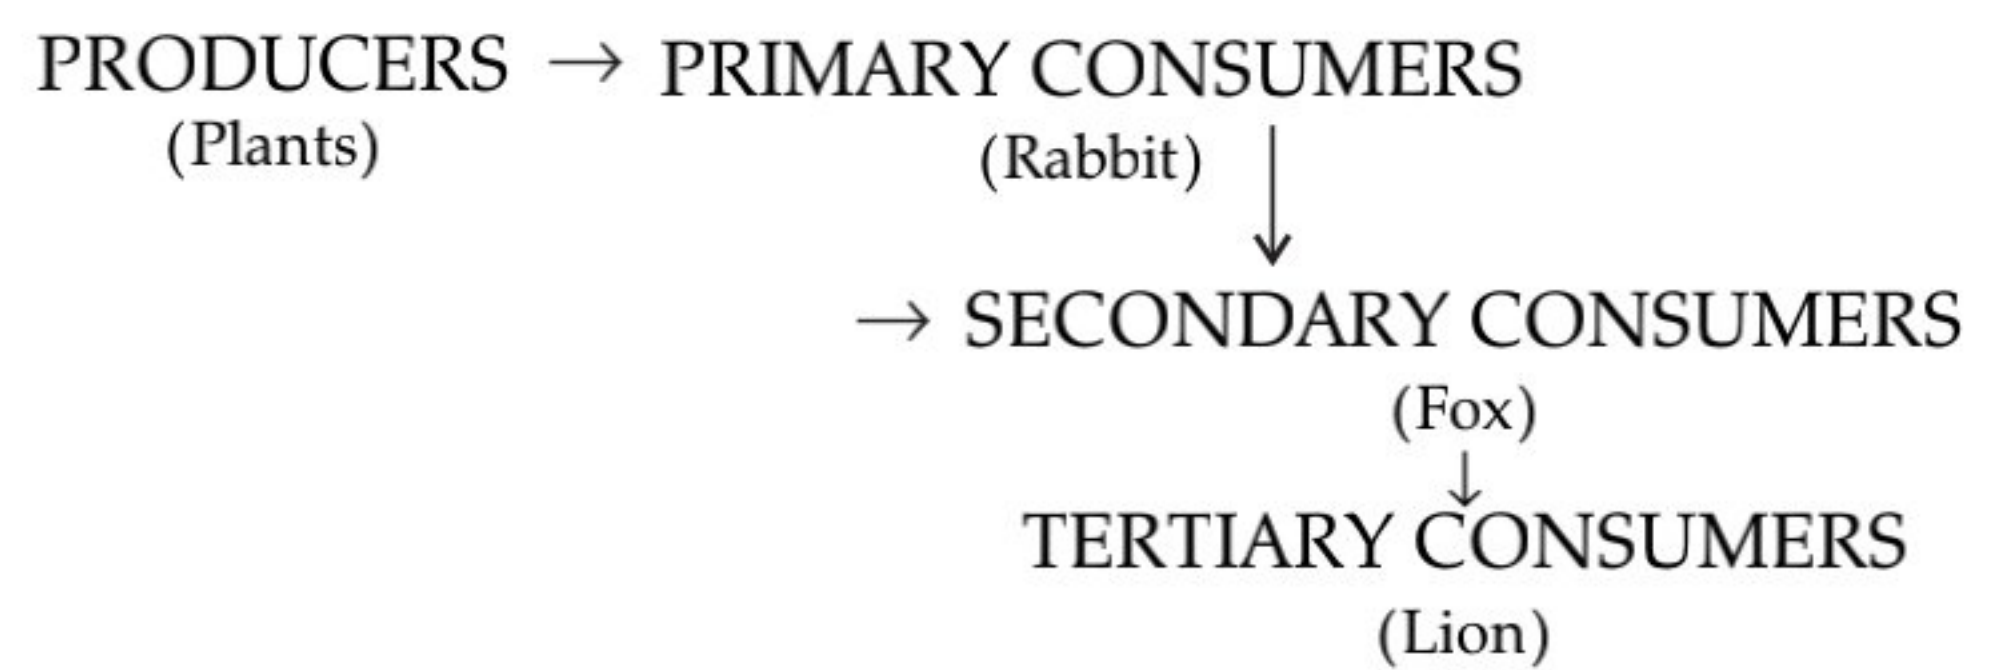 PRODUCERS → PRIMARY CONSUMERS
(Plants) (Rabbit)
→ SECONDARY CONSUMERS
(Fox)
TERTIARY CONSUMERS
(Lion)